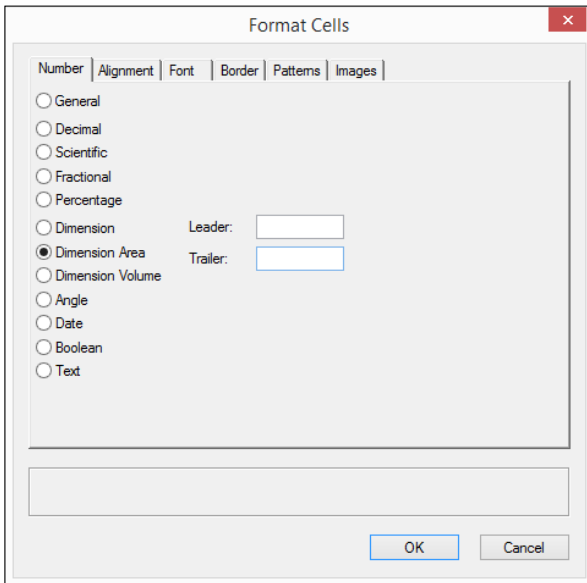 Format Cells
Number Alignment Font Border Patterns Images
General
Decimal
Scientific
Fractional
Percentage
Dimension Leader:
Dimension Area Trailer:
Dimension Volume
Angle
Date
Boolean
Text
OK Cancel